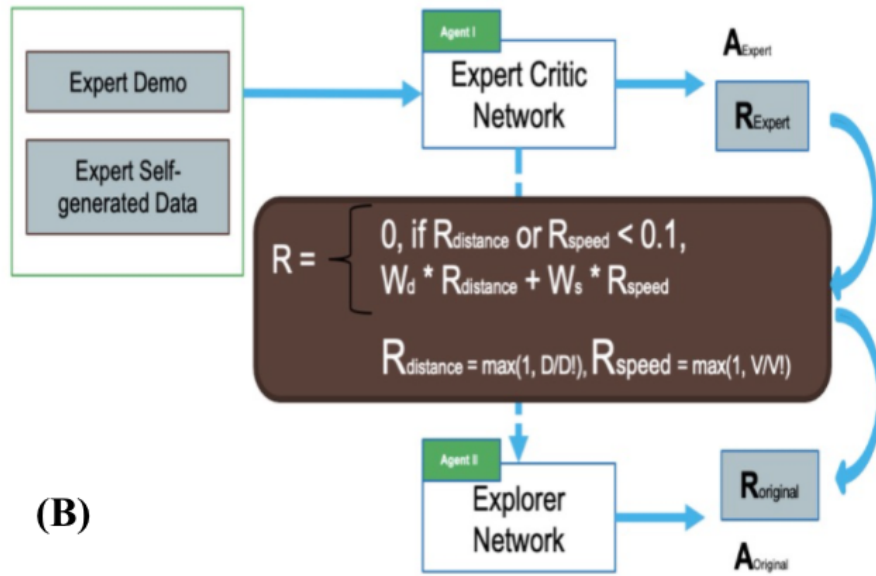 Expert Demo
Expert Self-
generated Data
Agent I
Expert Critic
Network
AExpert
RExpert
R = 0, if Rdistance or Rspeed < 0.1,
Wd * Rdistance + Ws * Rspeed
Rdistance = max(1, D/D!), Rspeed = max(1, V/V!)
Agent II
Explorer
Network
Roriginal
AOriginal
(B)